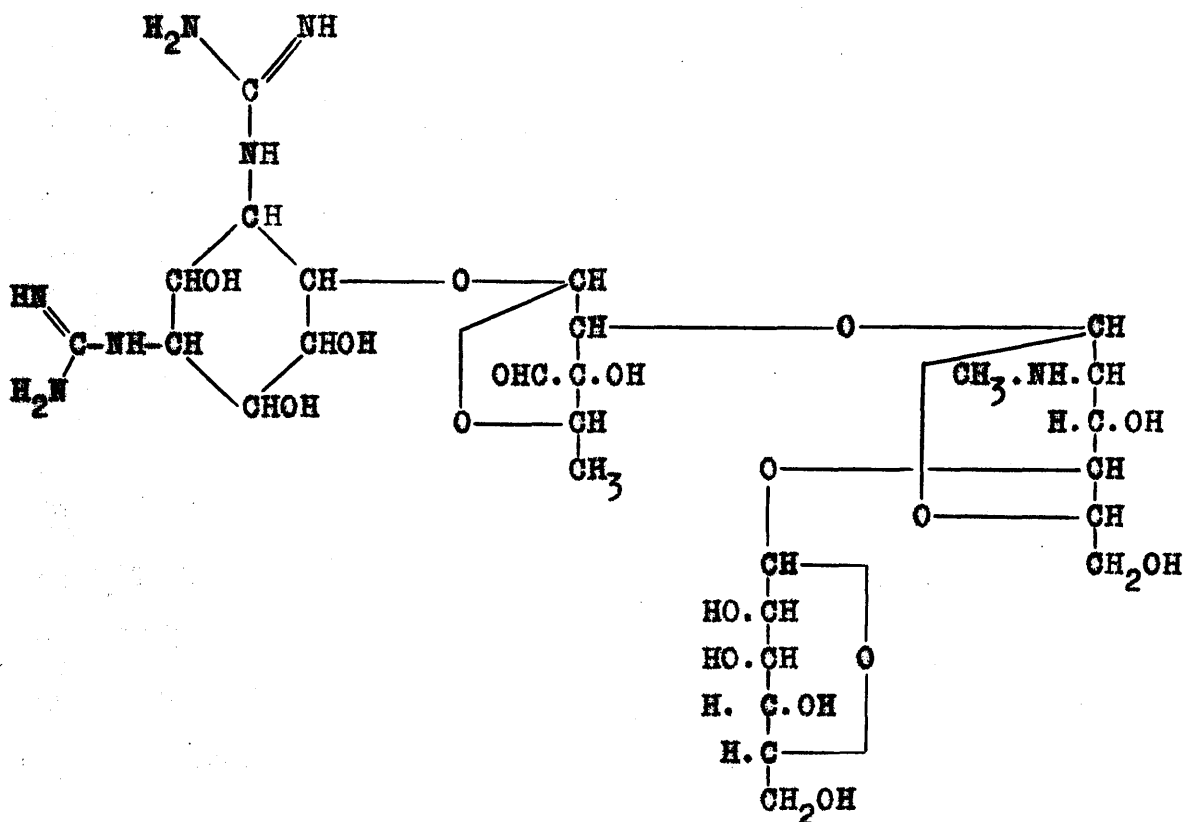 H₂N NH
C
NH
CH
CHOH CH O CH
HN CH O CH
C-NH-CH CHOH OHC.C.OH CH₃.NH.CH
H₂N CHOH O CH H.C.OH
CH₃ O CH
O CH
CH CH₂OH
HO.CH
HO.CH O
H. C.OH
H.C
CH₂OH